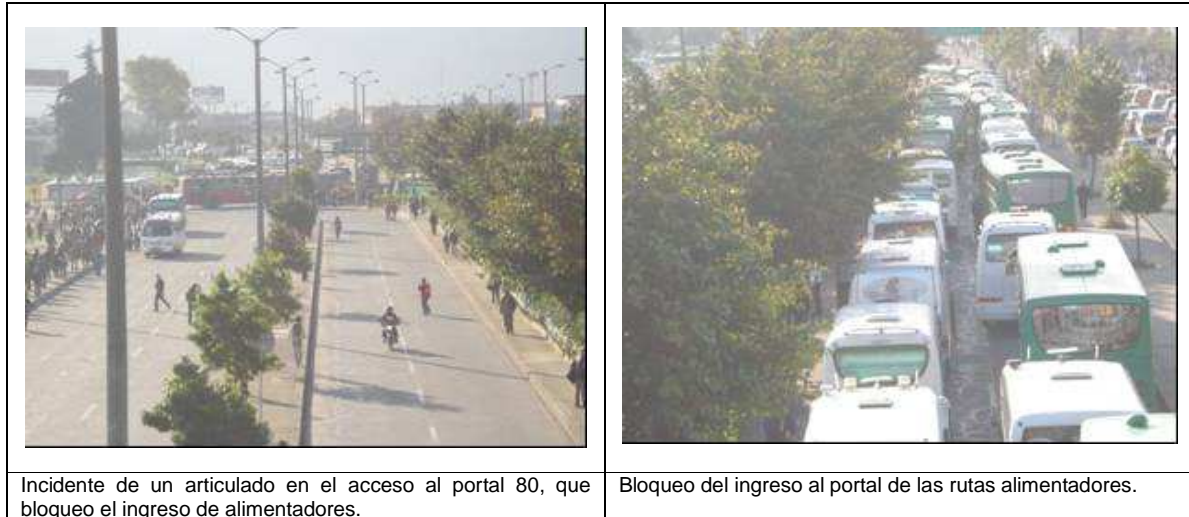 Incidente de un articulado en el acceso al portal 80, que
bloqueo el ingreso de alimentadores.
Bloqueo del ingreso al portal de las rutas alimentadores.